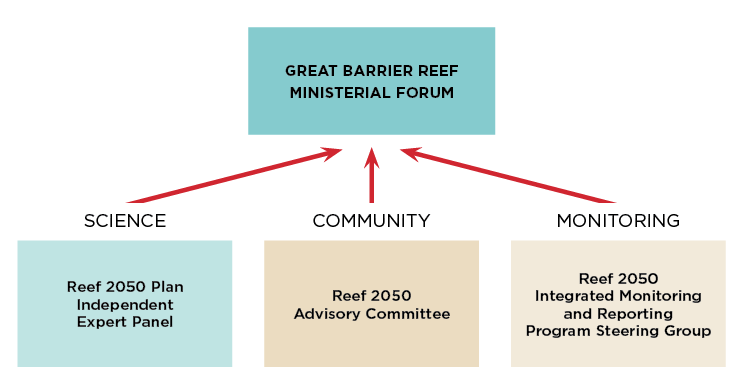 GREAT BARRIER REEF
MINISTERIAL FORUM
SCIENCE
COMMUNITY
MONITORING
Reef 2050 Plan
Independent
Expert Panel
Reef 2050
Advisory Committee
Reef 2050
Integrated Monitoring
and Reporting
Program Steering Group